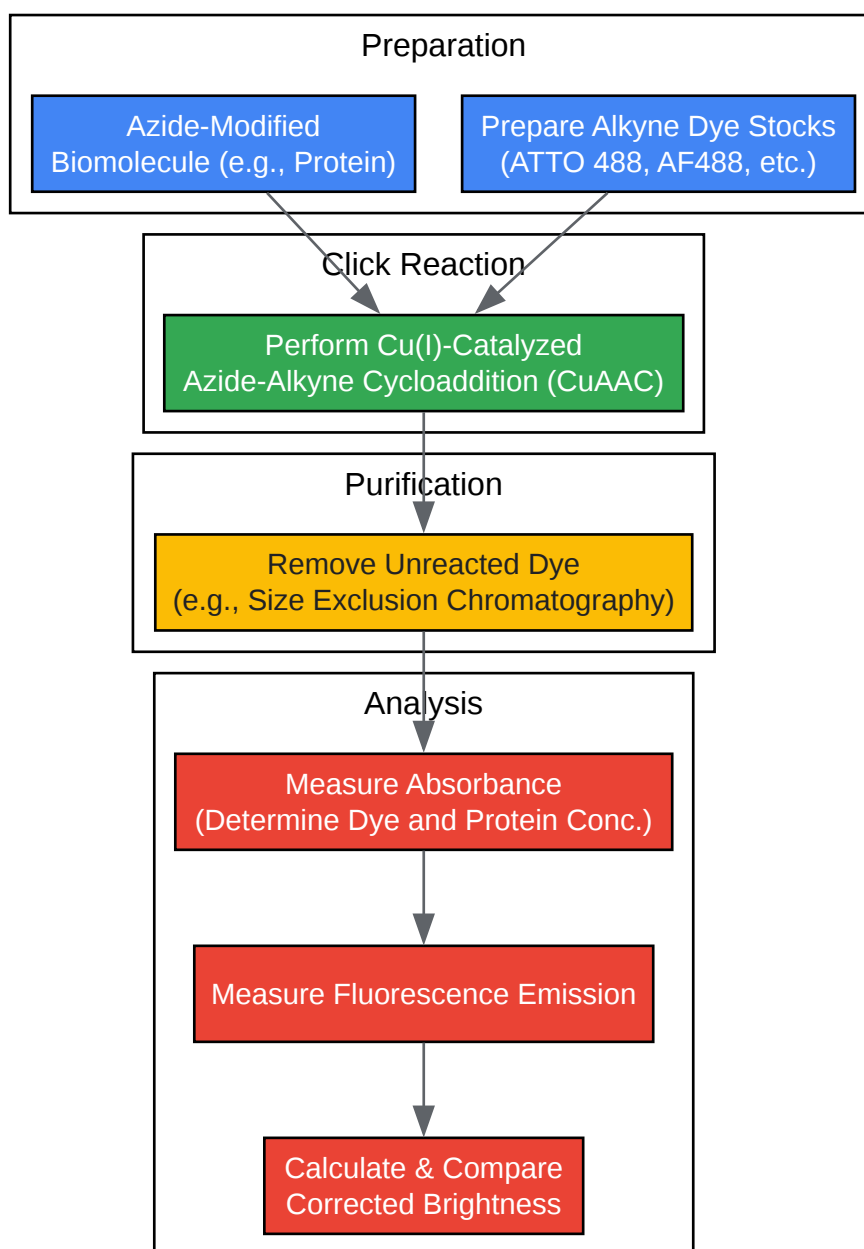 Preparation
Azide-Modified
Biomolecule (e.g., Protein)
Prepare Alkyne Dye Stocks
(ATTO 488, AF488, etc.)
Click Reaction
Perform Cu(I)-Catalyzed
Azide-Alkyne Cycloaddition (CuAAC)
Purification
Remove Unreacted Dye
(e.g., Size Exclusion Chromatography)
Analysis
Measure Absorbance
(Determine Dye and Protein Conc.)
Measure Fluorescence Emission
Calculate & Compare
Corrected Brightness